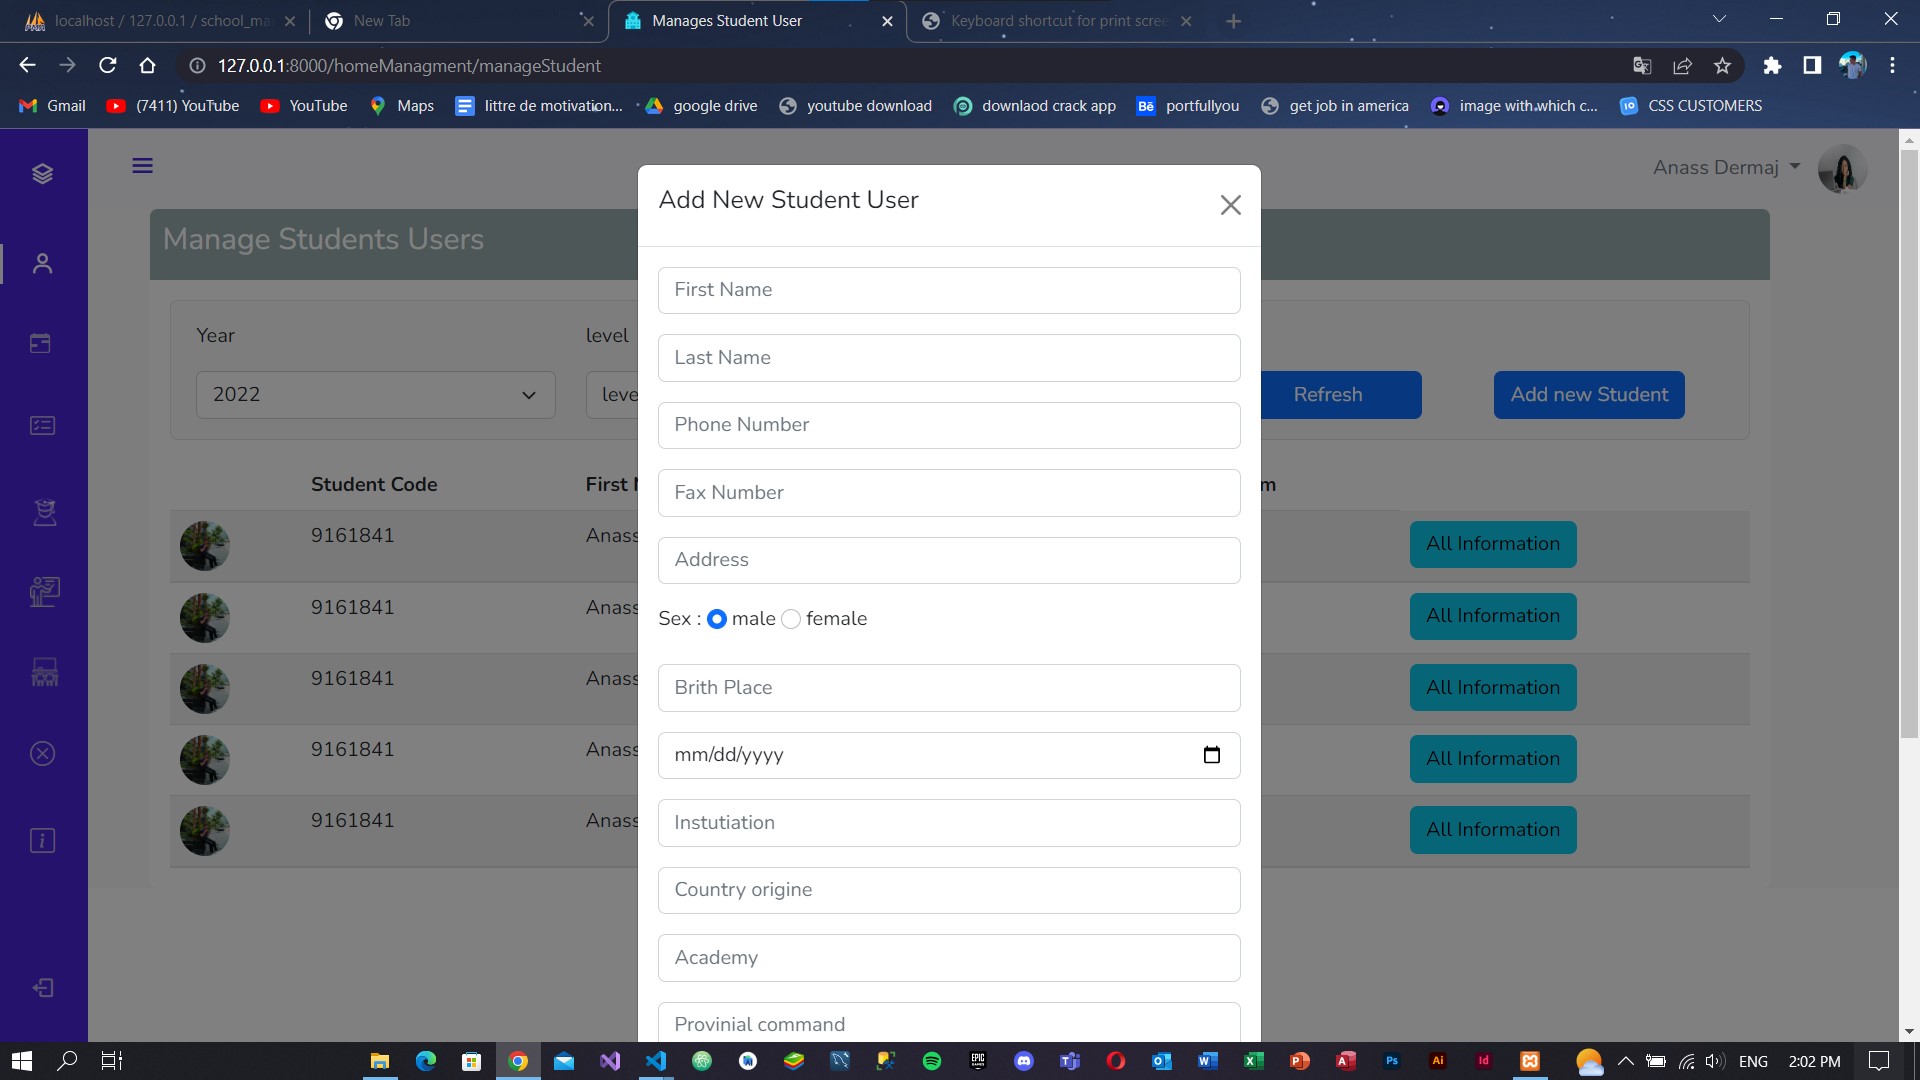 localhost / 127.0.0.1 / school_ma
New Tab
Manages Student User
Keyboard shortcut for print scree
127.0.0.1:8000/homeManagment/manageStudent
Gmail
(7411) YouTube
YouTube
Maps
littre de motivation...
google drive
youtube download
downlaod crack app
Bē portfullyou
get job in america
image with.which c...
CSS CUSTOMERS
Anass Dermaj
Manage Students Users
Year
level
2022
leve
Refresh
Add new Student
Student Code
First N
m
9161841
Anass
All Information
9161841
Anass
All Information
9161841
Anass
All Information
9161841
Anass
All Information
9161841
Anass
All Information
Add New Student User
First Name
Last Name
Phone Number
Fax Number
Address
Sex : male female
Brith Place
mm/dd/yyyy
Instutiation
Country origine
Academy
Provinial command
ENG
2:02 PM